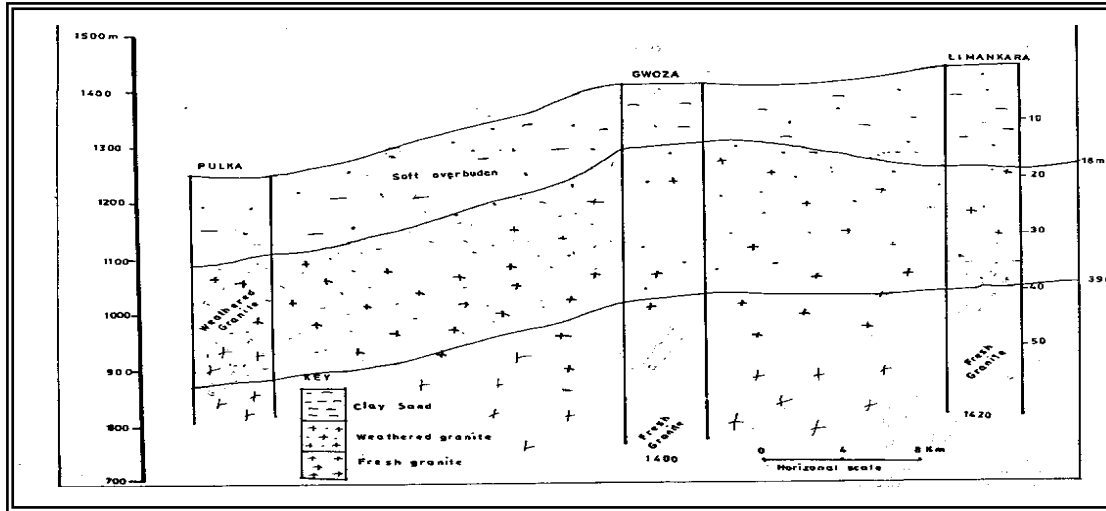 1500m
1400
1300
1200
1100
1000
900
800
700
PULKA
GWOZA
LIMANKARA
Soft overbuden
Weathered Granite
Fresh Granite
1400
Fresh Granite
1420
10
18m
20
30
40
39m
50
KEY
Clay Sand
Weathered granite
Fresh granite
0 4 8 Km
Horizonal scale